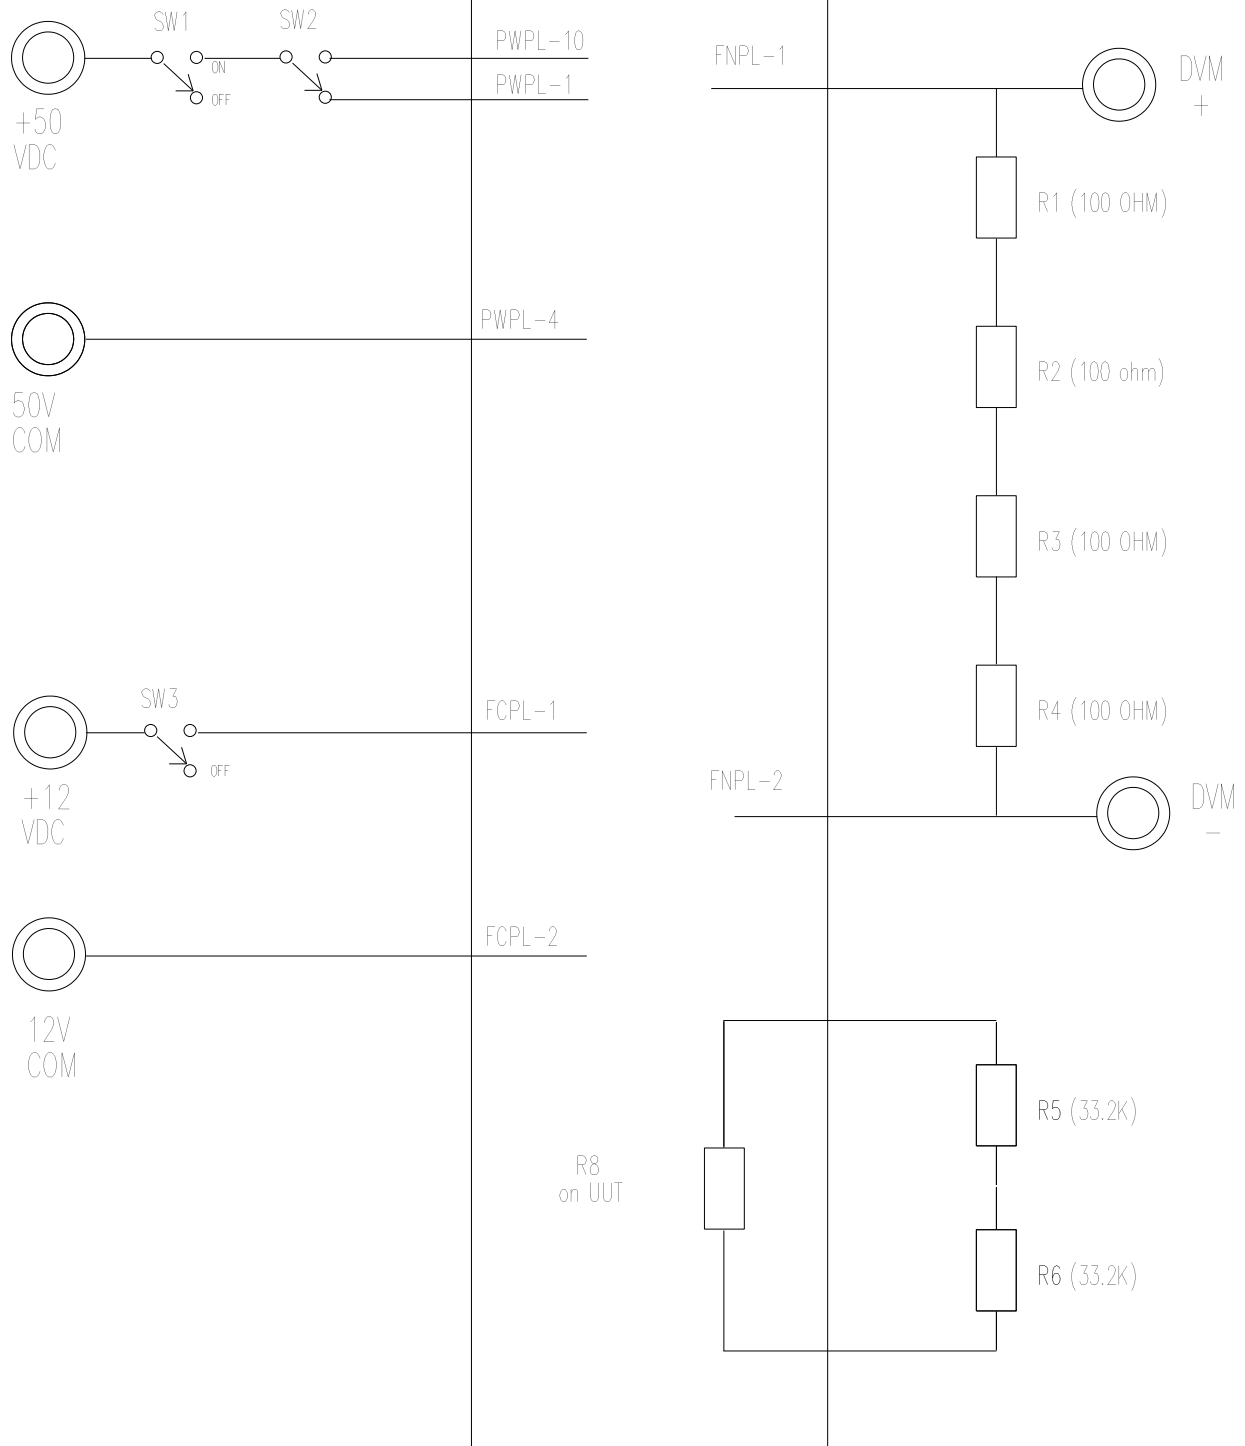 SW1
SW2
ON
OFF
PWPL-10
PWPL-1
+50
VDC
FNPL-1
DVM
+
R1 (100 OHM)
PWPL-4
50V
COM
R2 (100 ohm)
R3 (100 OHM)
SW3
OFF
FCPL-1
+12
VDC
R4 (100 OHM)
FNPL-2
DVM
-
FCPL-2
12V
COM
R5 (33.2K)
R8
on UUT
R6 (33.2K)